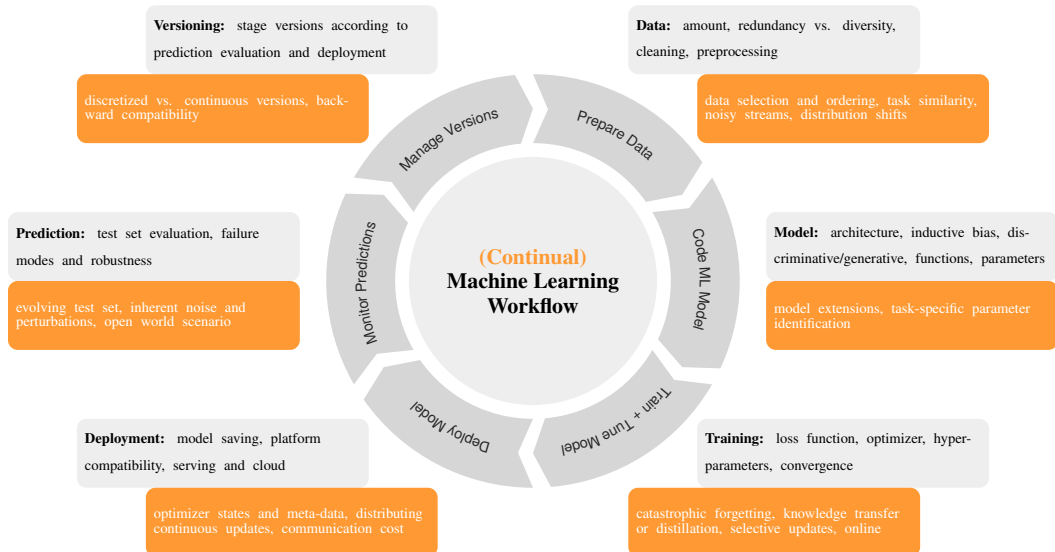 Versioning: stage versions according to
prediction evaluation and deployment
discretized vs. continuous versions, back-
ward compatibility
Data: amount, redundancy vs. diversity,
cleaning, preprocessing
data selection and ordering, task similarity,
noisy streams, distribution shifts
Manage Versions
Prepare Data
Prediction: test set evaluation, failure
modes and robustness
evolving test set, inherent noise and
perturbations, open world scenario
Monitor Predictions
(Continual)
Machine Learning
Workflow
Code ML Model
Model: architecture, inductive bias, dis-
criminative/generative, functions, parameters
model extensions, task-specific parameter
identification
Deploy Model
Train + Tune Model
Deployment: model saving, platform
compatibility, serving and cloud
optimizer states and meta-data, distributing
continuous updates, communication cost
Training: loss function, optimizer, hyper-
parameters, convergence
catastrophic forgetting, knowledge transfer
or distillation, selective updates, online